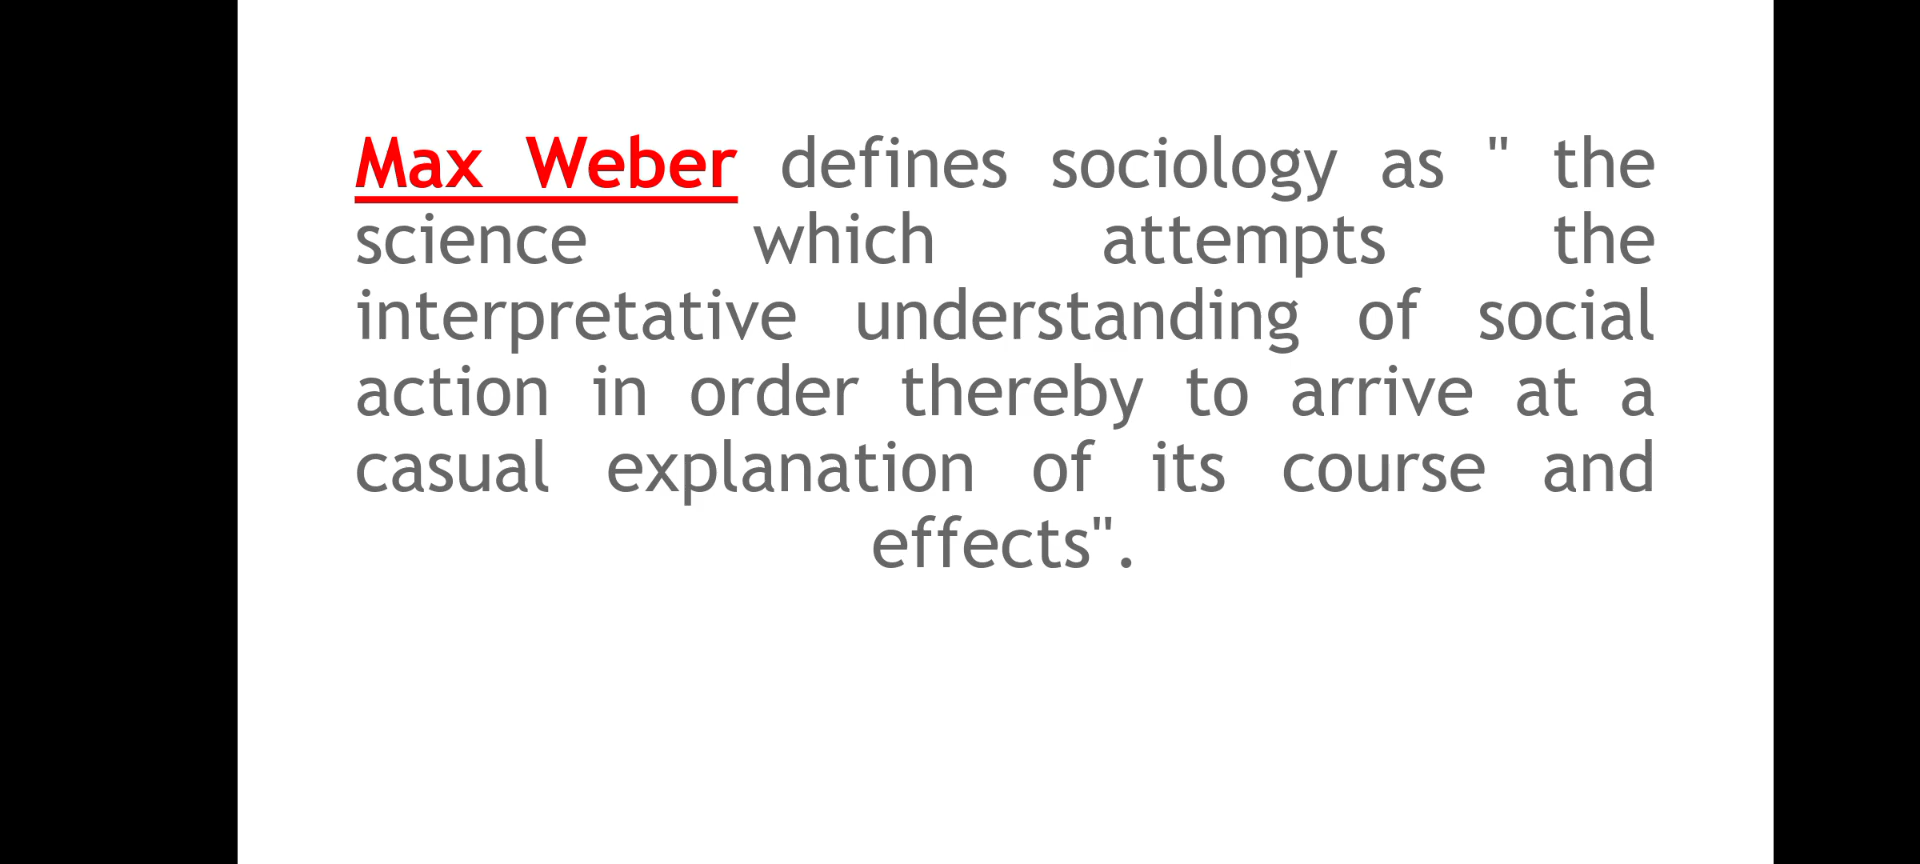 Max Weber defines sociology as " the
science which attempts the
interpretative understanding of social
action in order thereby to arrive at a
casual explanation of its course and
effects".